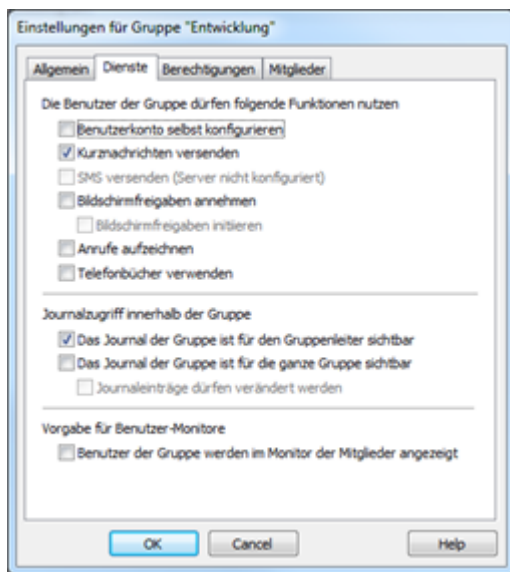 Einstellungen für Gruppe "Entwicklung"
Allgemein Dienste Berechtigungen Mitglieder
Die Benutzer der Gruppe dürfen folgende Funktionen nutzen
Benutzerkonto selbst konfigurieren
Kurznachrichten versenden
SMS versenden (Server nicht konfiguriert)
Bildschirmfreigaben annehmen
Bildschirmfreigaben initiieren
Anrufe aufzeichnen
Telefonbücher verwenden
Journalzugriff innerhalb der Gruppe
Das Journal der Gruppe ist für den Gruppenleiter sichtbar
Das Journal der Gruppe ist für die ganze Gruppe sichtbar
Journaleinträge dürfen verändert werden
Vorgabe für Benutzer-Monitore
Benutzer der Gruppe werden im Monitor der Mitglieder angezeigt
OK Cancel Help